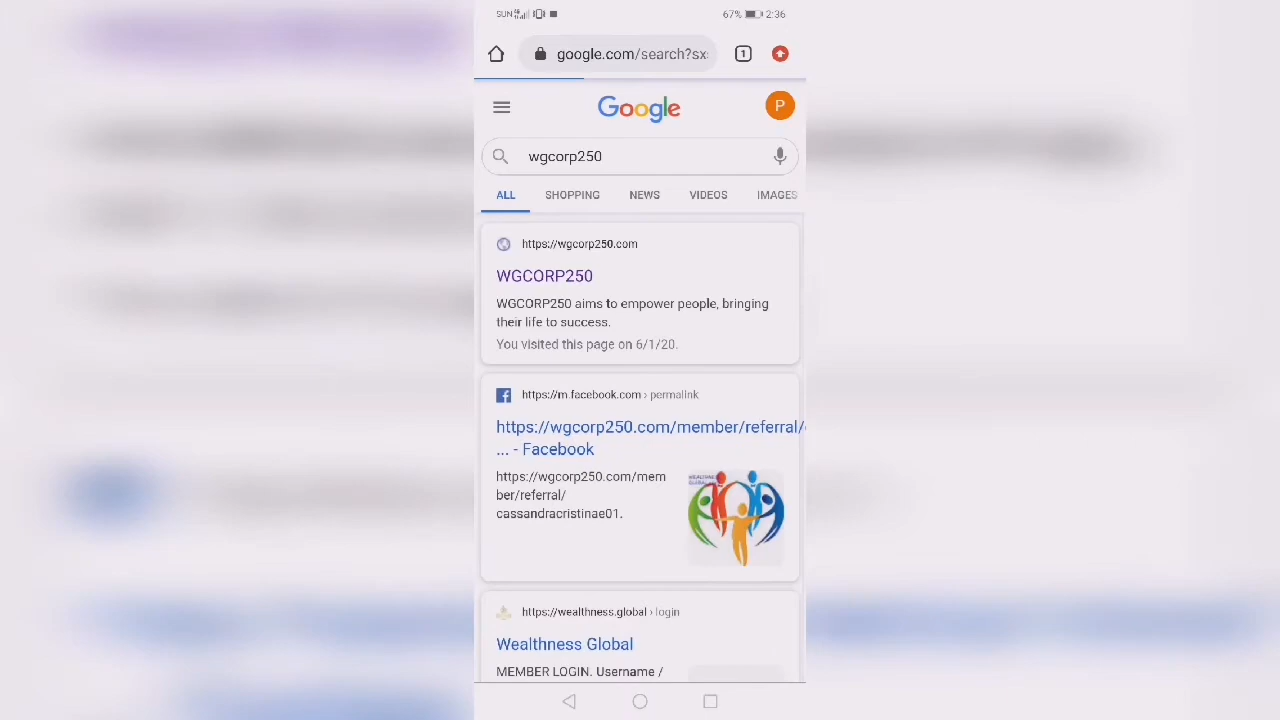 SUN 67% 2:36
google.com/search?sx 1
Google P
wgcorp250
ALL SHOPPING NEWS VIDEOS IMAGES
https://wgcorp250.com
WGCORP250
WGCORP250 aims to empower people, bringing
their life to success.
You visited this page on 6/1/20.
https://m.facebook.com › permalink
https://wgcorp250.com/member/referral/
... - Facebook
https://wgcorp250.com/mem
ber/referral/
cassandracristinae01.
WEALTHNESS
GLOBAL
https://wealthness.global › login
Wealthness Global
MEMBER LOGIN. Username /